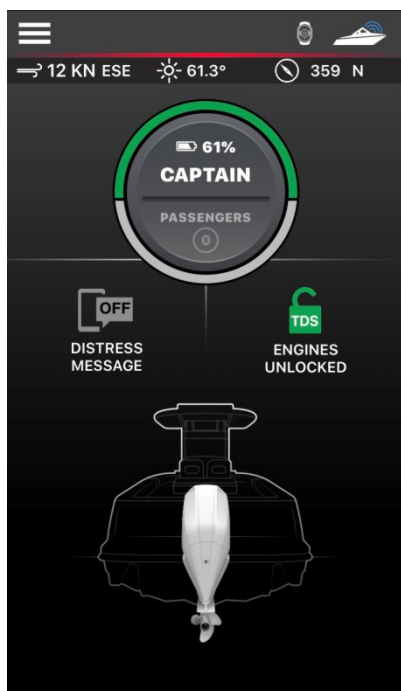 12 KN ESE 61.3° 359 N
61%
CAPTAIN
PASSENGERS
0
OFF
TDS
DISTRESS
MESSAGE
ENGINES
UNLOCKED